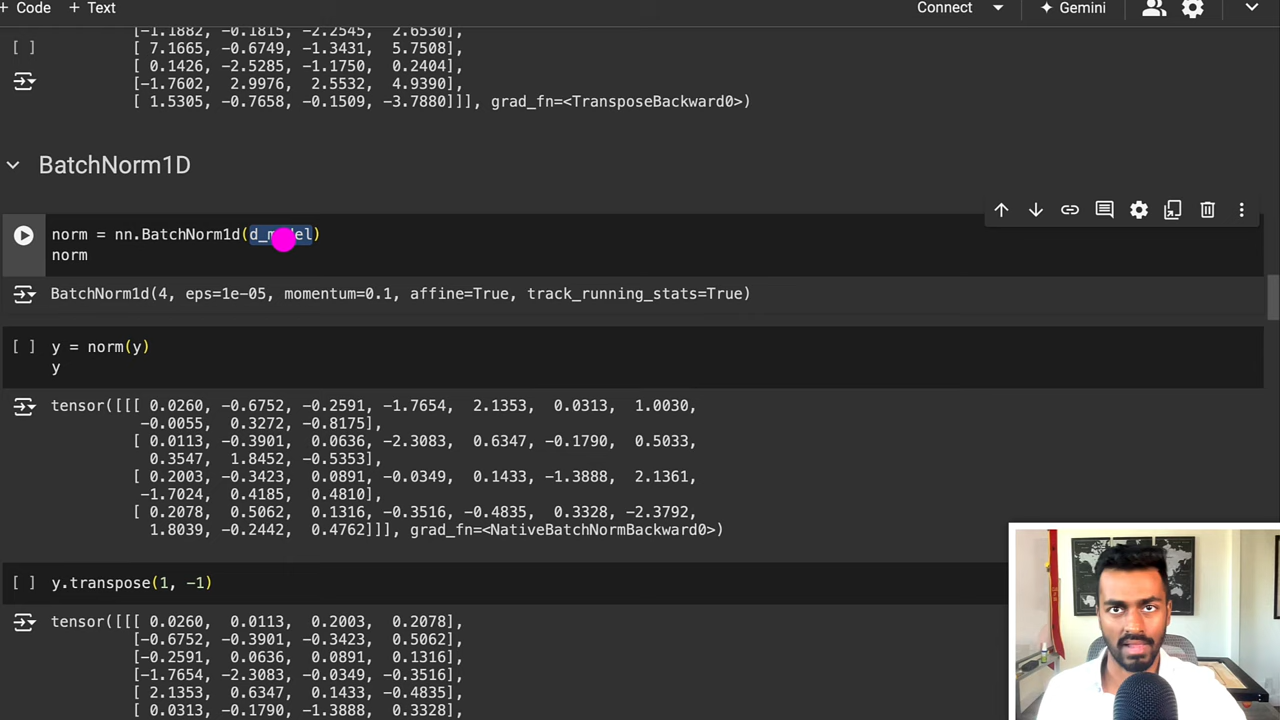 + Code + Text Connect Gemini
[-1.1882, -0.1815, -2.2545, 2.6530],
[ ] [ 7.1665, -0.6749, -1.3431, 5.7508],
[ 0.1426, -2.5285, -1.1750, 0.2404],
[-1.7602, 2.9976, 2.5532, 4.9390],
[ 1.5305, -0.7658, -0.1509, -3.7880]]], grad_fn=<TransposeBackward0>)
BatchNorm1D
norm = nn.BatchNorm1d(d_model)
norm
BatchNorm1d(4, eps=1e-05, momentum=0.1, affine=True, track_running_stats=True)
[ ] y = norm(y)
y
tensor([[[ 0.0260, -0.6752, -0.2591, -1.7654, 2.1353, 0.0313, 1.0030,
-0.0055, 0.3272, -0.8175],
[ 0.0113, -0.3901, 0.0636, -2.3083, 0.6347, -0.1790, 0.5033,
0.3547, 1.8452, -0.5353],
[ 0.2003, -0.3423, 0.0891, -0.0349, 0.1433, -1.3888, 2.1361,
-1.7024, 0.4185, 0.4810],
[ 0.2078, 0.5062, 0.1316, -0.3516, -0.4835, 0.3328, -2.3792,
1.8039, -0.2442, 0.4762]]], grad_fn=<NativeBatchNormBackward0>)
[ ] y.transpose(1, -1)
tensor([[[ 0.0260, 0.0113, 0.2003, 0.2078],
[-0.6752, -0.3901, -0.3423, 0.5062],
[-0.2591, 0.0636, 0.0891, 0.1316],
[-1.7654, -2.3083, -0.0349, -0.3516],
[ 2.1353, 0.6347, 0.1433, -0.4835],
[ 0.0313, -0.1790, -1.3888, 0.3328],